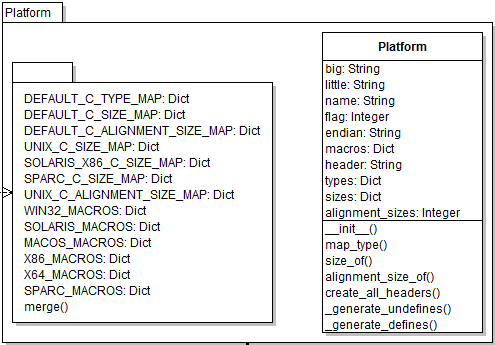 Platform
DEFAULT_C_TYPE_MAP: Dict
DEFAULT_C_SIZE_MAP: Dict
DEFAULT_C_ALIGNMENT_SIZE_MAP: Dict
UNIX_C_SIZE_MAP: Dict
SOLARIS_X86_C_SIZE_MAP: Dict
SPARC_C_SIZE_MAP: Dict
UNIX_C_ALIGNMENT_SIZE_MAP: Dict
WIN32_MACROS: Dict
SOLARIS_MACROS: Dict
MACOS_MACROS: Dict
X86_MACROS: Dict
X64_MACROS: Dict
SPARC_MACROS: Dict
merge()
Platform
big: String
little: String
name: String
flag: Integer
endian: String
macros: Dict
header: String
types: Dict
sizes: Dict
alignment_sizes: Integer
__init__()
map_type()
size_of()
alignment_size_of()
create_all_headers()
_generate_undefines()
_generate_defines()